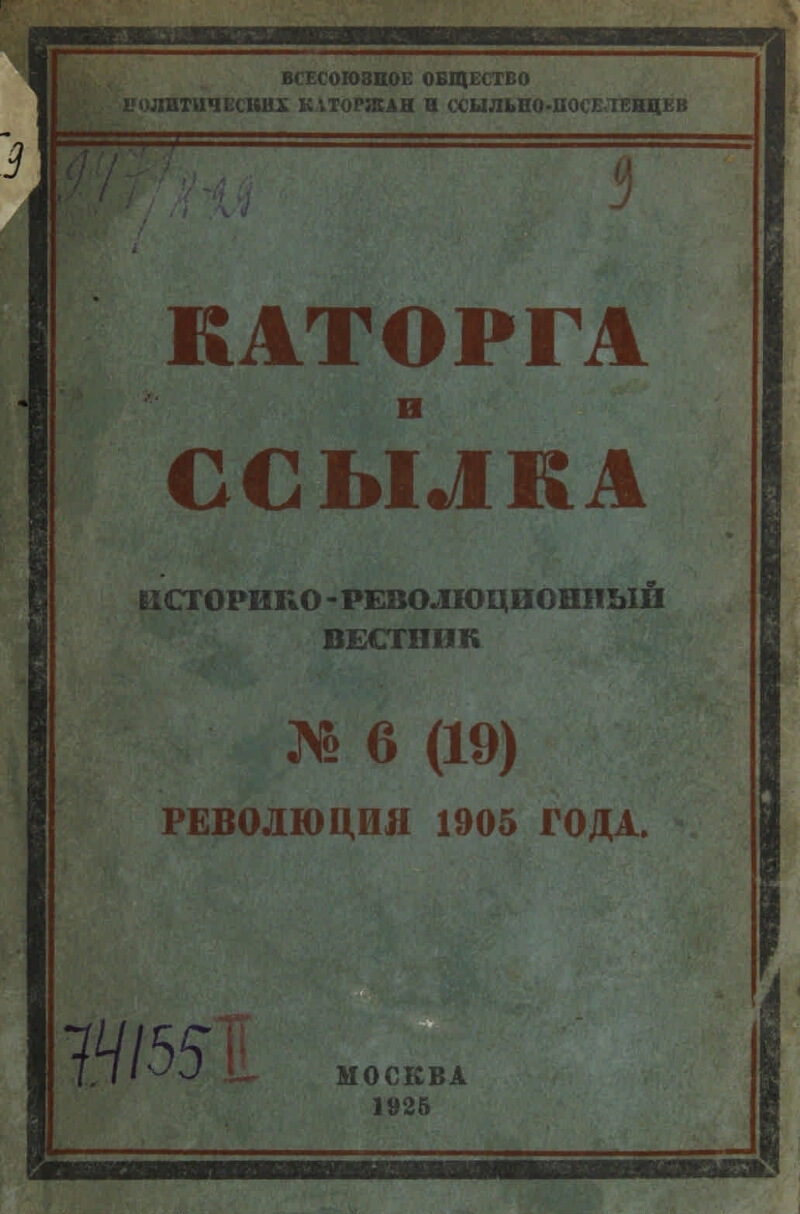 ВСЕСОЮЗНОЕ ОБЩЕСТВО
ПОЛИТИЧЕСКИХ КАТОРЖАН И ССЫЛЬНО-ПОСЕЛЕНЦЕВ
9
9
КАТОРГА
И
ССЫЛКА
ИСТОРИКО-РЕВОЛЮЦИОННЫЙ
ВЕСТНИК
№ 6 (19)
РЕВОЛЮЦИЯ 1905 ГОДА.
74155 II
МОСКВА
1925